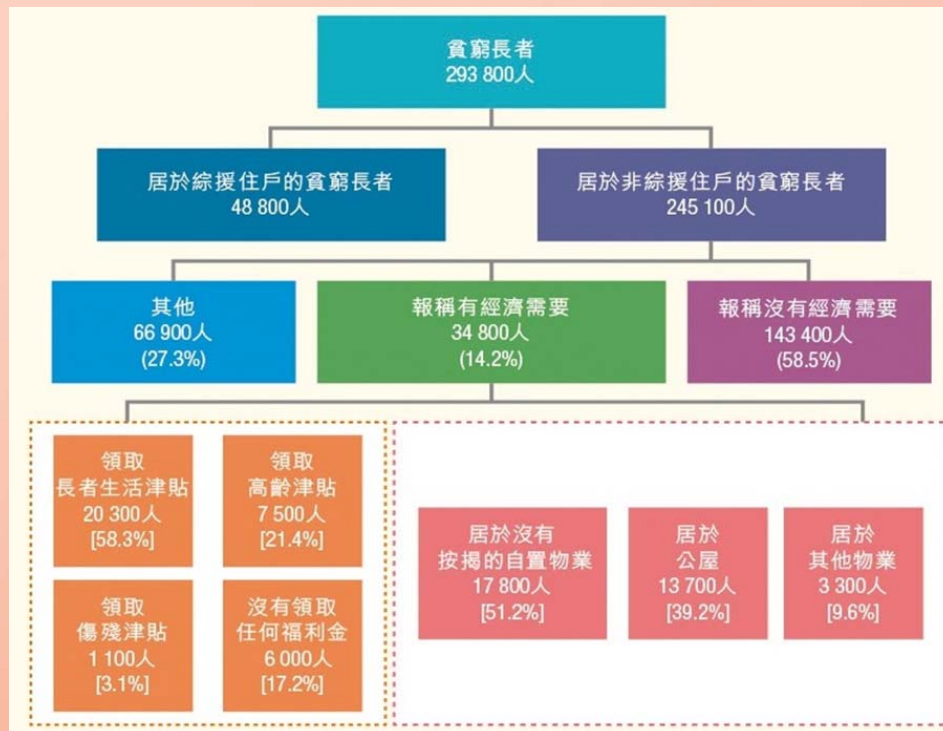 貧窮長者
293 800人
居於綜援住戶的貧窮長者
48 800人
居於非綜援住戶的貧窮長者
245 100人
其他
66 900人
(27.3%)
報稱有經濟需要
34 800人
(14.2%)
報稱沒有經濟需要
143 400人
(58.5%)
領取
長者生活津貼
20 300人
[58.3%]
領取
高齡津貼
7 500人
[21.4%]
領取
傷殘津貼
1 100人
[3.1%]
沒有領取
任何福利金
6 000人
[17.2%]
居於沒有
按揭的自置物業
17 800人
[51.2%]
居於
公屋
13 700人
[39.2%]
居於
其他物業
3 300人
[9.6%]